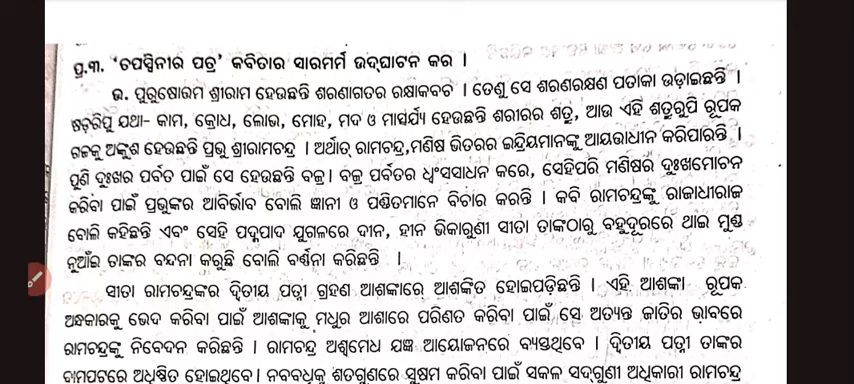 ପ୍ର.୩. 'ତପସ୍ୱିନୀର ପତ୍ର' କବିତାର ସାରମର୍ମ ଉଦ୍‌ଘାଟନ କର ।
ଉ. ପୁରୁଷୋତ୍ତମ ଶ୍ରୀରାମ ହେଉଛନ୍ତି ଶରଣାଗତର ରକ୍ଷାକବଚ । ତେଣୁ ସେ ଶରଣରକ୍ଷଣ ପତାକା ଉଡ଼ାଇଛନ୍ତି ।
ଷଡ଼ରିପୁ ଯଥା- କାମ, କ୍ରୋଧ, ଲୋଭ, ମୋହ, ମଦ ଓ ମାସର୍ଯ୍ୟ ହେଉଛନ୍ତି ଶରୀରର ଶତ୍ରୁ, ଆଉ ଏହି ଶତ୍ରୁରୁପି ରୂପକ
ଗଜକୁ ଅଙ୍କୁଶ ହେଉଛନ୍ତି ପ୍ରଭୁ ଶ୍ରୀରାମଚନ୍ଦ୍ର । ଅର୍ଥାତ୍ ରାମଚନ୍ଦ୍ର,ମଣିଷ ଭିତରର ଇନ୍ଦ୍ରିୟମାନଙ୍କୁ ଆୟତ୍ତାଧୀନ କରିପାରନ୍ତି ।
ପୁଣି ଦୁଃଖର ପର୍ବତ ପାଇଁ ସେ ହେଉଛନ୍ତି ବଜ୍ର। ବଜ୍ର ପର୍ବତର ଧ୍ୱଂସସାଧନ କରେ, ସେହିପରି ମଣିଷର ଦୁଃଖମୋଚନ
କରିବା ପାଇଁ ପ୍ରଭୁଙ୍କର ଆବିର୍ଭାବ ବୋଲି ଜ୍ଞାନୀ ଓ ପଣ୍ଡିତମାନେ ବିଚାର କରନ୍ତି । କବି ରାମଚନ୍ଦ୍ରଙ୍କୁ ରାଜାଧୀରାଜ
ବୋଲି କହିଛନ୍ତି ଏବଂ ସେହି ପଦ୍ମପାଦ ଯୁଗଳରେ ଦୀନ, ହୀନ ଭିକାରୁଣୀ ସୀତା ତାଙ୍କଠାରୁ ବହୁଦୂରରେ ଥାଇ ମୁଣ୍ଡ
ନୁଆଁଇ ତାଙ୍କର ବନ୍ଦନା କରୁଛି ବୋଲି ବର୍ଣ୍ଣନା କରିଛନ୍ତି ।
ସୀତା ରାମଚନ୍ଦ୍ରଙ୍କର ଦ୍ୱିତୀୟ ପତ୍ନୀ ଗ୍ରହଣ ଆଶଙ୍କାରେ ଆଶଙ୍କିତ ହୋଇପଡ଼ିଛନ୍ତି । ଏହି ଆଶଙ୍କା ରୂପକ
ଅନ୍ଧକାରକୁ ଭେଦ କରିବା ପାଇଁ ଆଶଙ୍କାକୁ ମଧୁର ଆଶାରେ ପରିଣତ କରିବା ପାଇଁ ସେ ଅତ୍ୟନ୍ତ କାତିର ଭାବରେ
ରାମଚନ୍ଦ୍ରଙ୍କୁ ନିବେଦନ କରିଛନ୍ତି । ରାମଚନ୍ଦ୍ର ଅଶ୍ୱମେଧ ଯଜ୍ଞ ଆୟୋଜନରେ ବ୍ୟସ୍ତଥିବେ । ଦ୍ୱିତୀୟ ପତ୍ନୀ ତାଙ୍କର
ବାମପଟରେ ଅଧିଷ୍ଠିତ ହୋଇଥିବେ। ନବବଧୂକୁ ଶତଗୁଣରେ ସୁଷମ କରିବା ପାଇଁ ସକଳ ସଦ୍‌ଗୁଣୀ ଅଧିକାରୀ ରାମଚନ୍ଦ୍ର